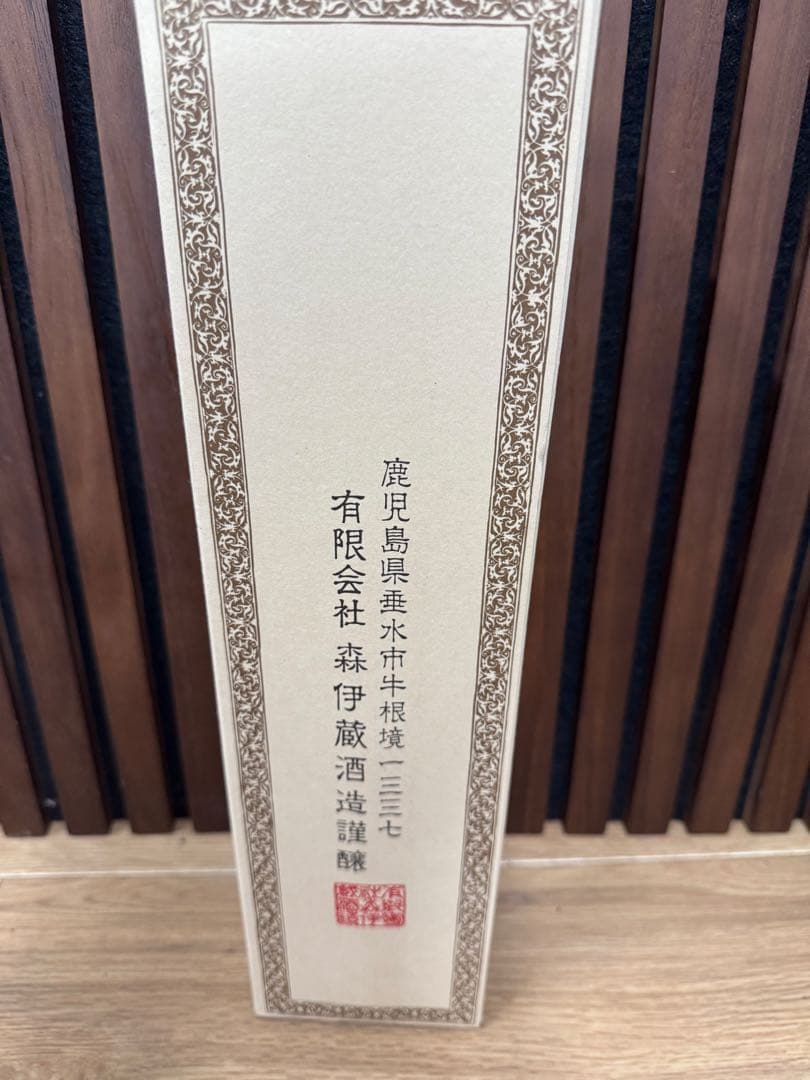 鹿児島県垂水市牛根境一三三七
有限会社 森伊蔵酒造謹醸